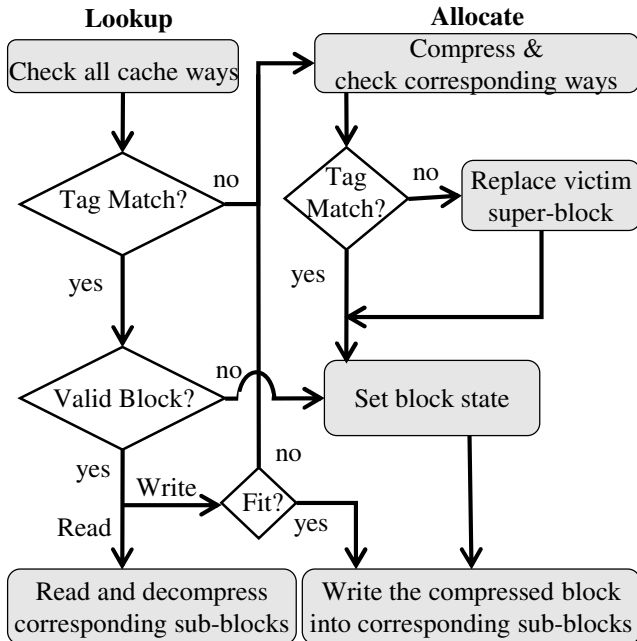 Lookup
Allocate
Check all cache ways
Compress &
check corresponding ways
Tag Match?
no
Tag
Match?
no
Replace victim
super-block
yes
yes
Valid Block?
no
Set block state
yes
no
Write
Fit?
yes
Read
Read and decompress
corresponding sub-blocks
Write the compressed block
into corresponding sub-blocks